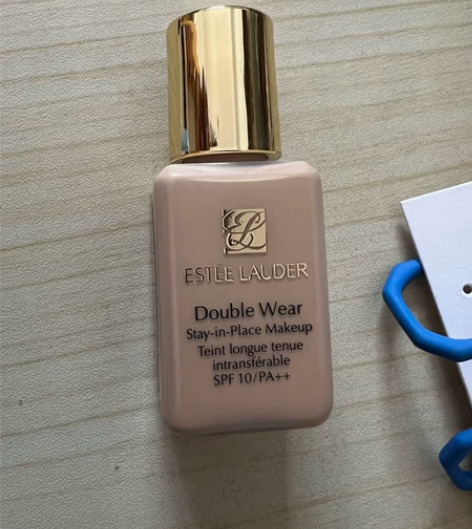 ESTĒE LAUDER
Double Wear
Stay-in-Place Makeup
Teint longue tenue
intransférable
SPF 10/PA++